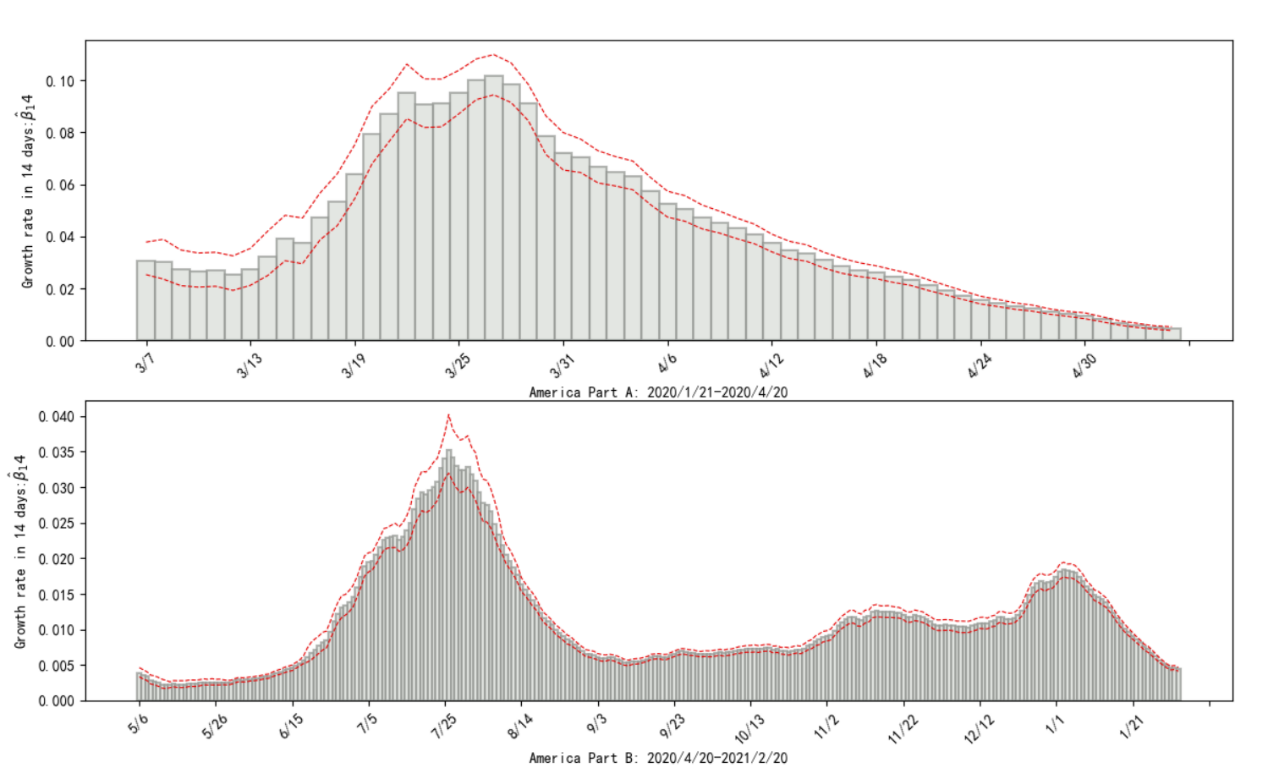 Growth rate in 14 days:β̂₁4
0.10
0.08
0.06
0.04
0.02
0.00
3/7 3/13 3/19 3/25 3/31 4/6 4/12 4/18 4/24 4/30
America Part A: 2020/1/21-2020/4/20
Growth rate in 14 days:β̂₁4
0.040
0.035
0.030
0.025
0.020
0.015
0.010
0.005
0.000
5/6 5/26 6/15 7/5 7/25 8/14 9/3 9/23 10/13 11/2 11/22 12/12 1/1 1/21
America Part B: 2020/4/20-2021/2/20